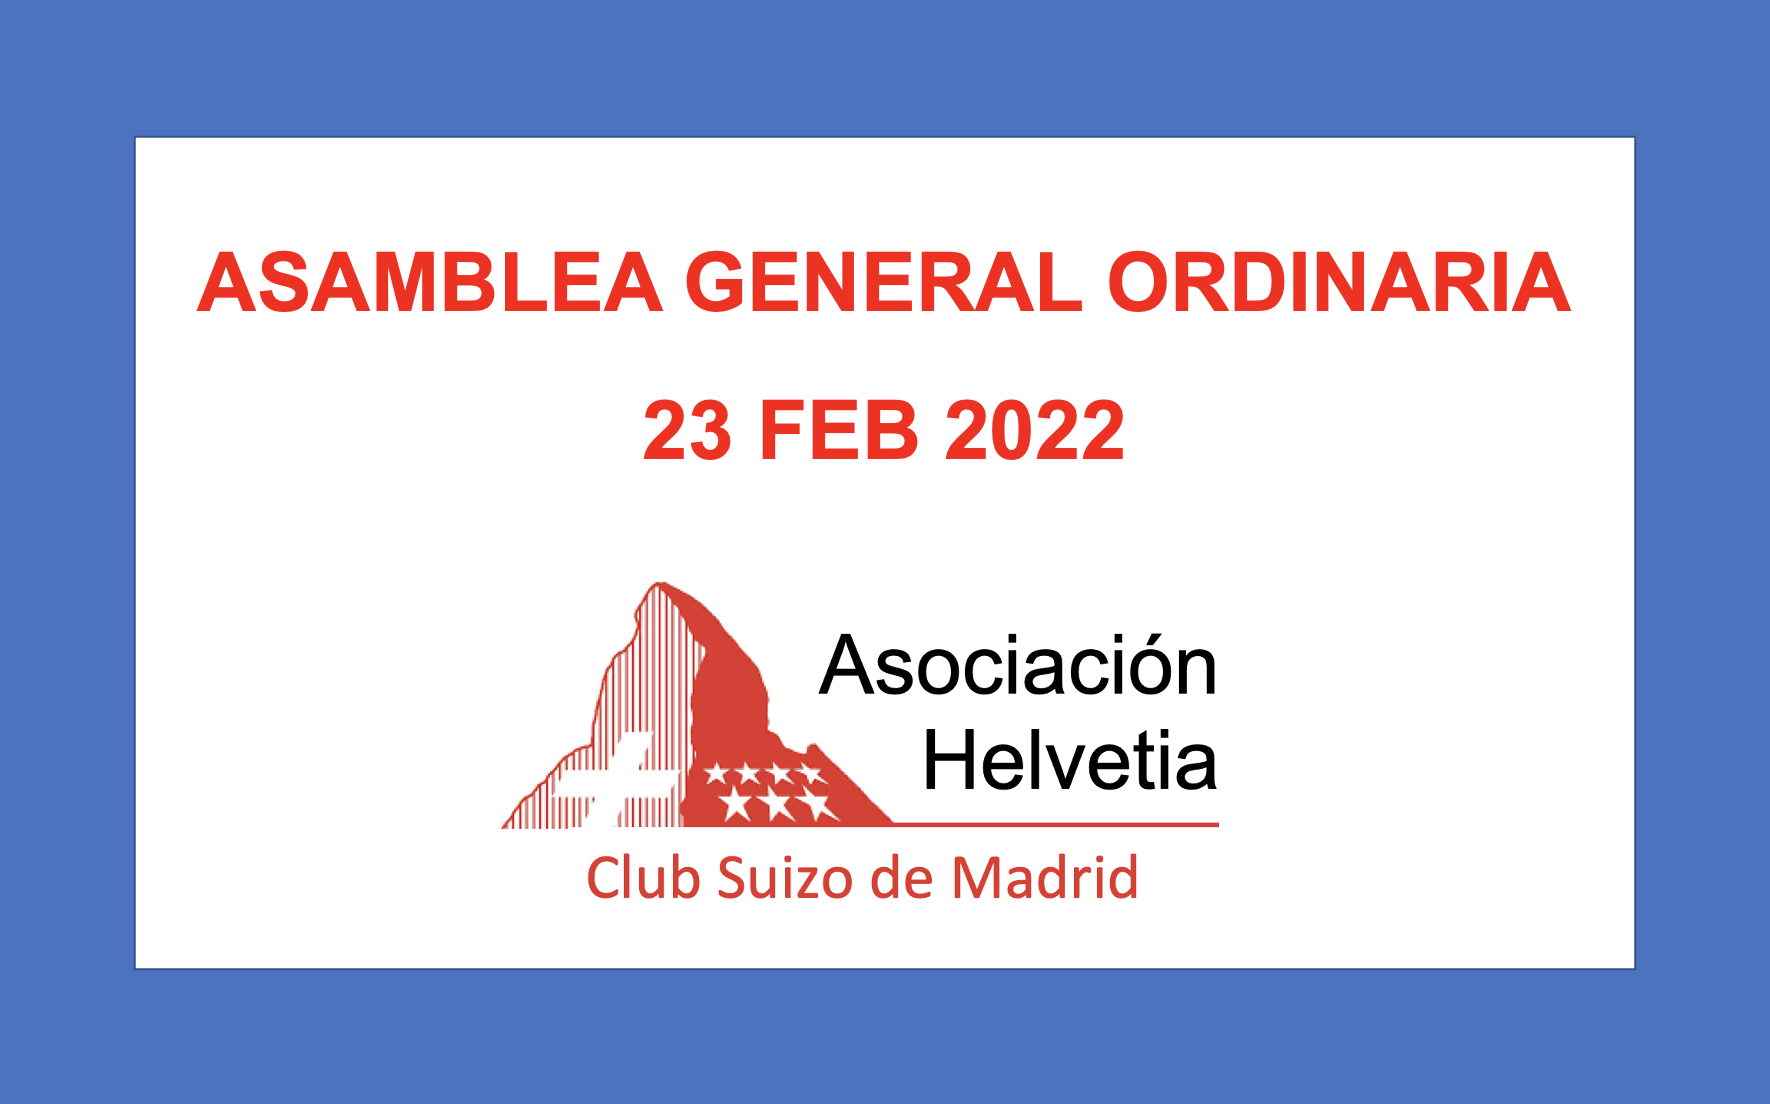 ASAMBLEA GENERAL ORDINARIA
23 FEB 2022
Asociación
Helvetia
Club Suizo de Madrid